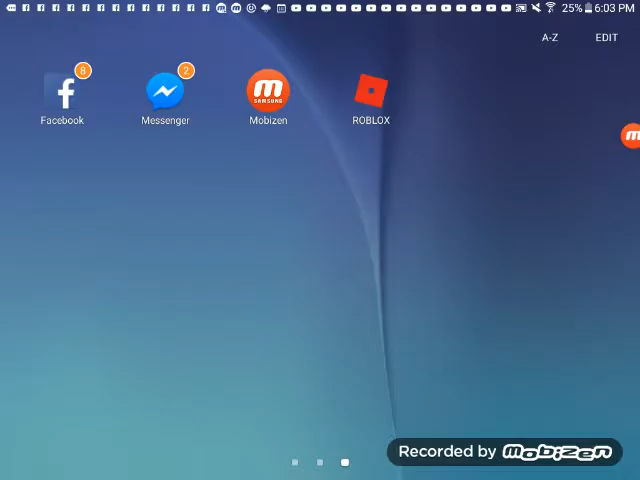 25% 6:03 PM
A-Z EDIT
8 2
m SAMSUNG m
Facebook Messenger Mobizen ROBLOX
Recorded by mobizen